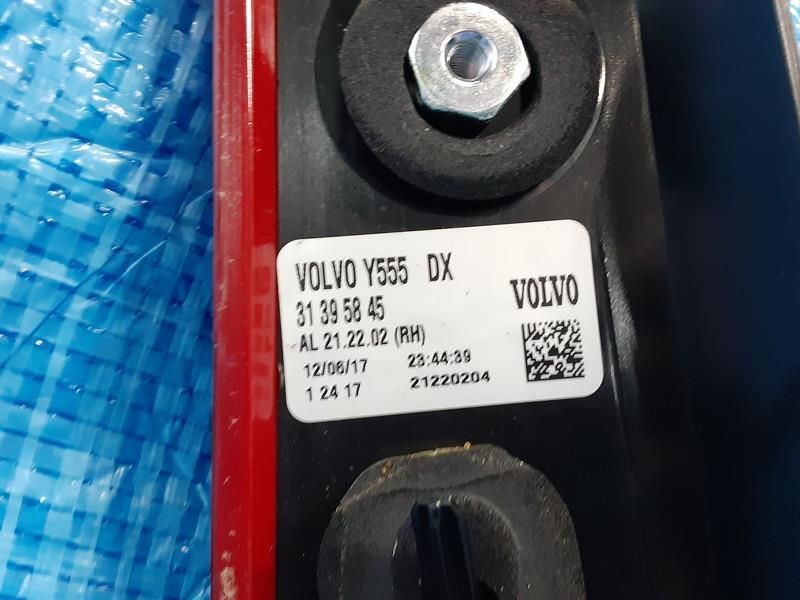 VOLVO Y555 DX
31 39 58 45
VOLVO
AL 21.22.02 (RH)
12/06/17 23:44:39
1 24 17 21220204